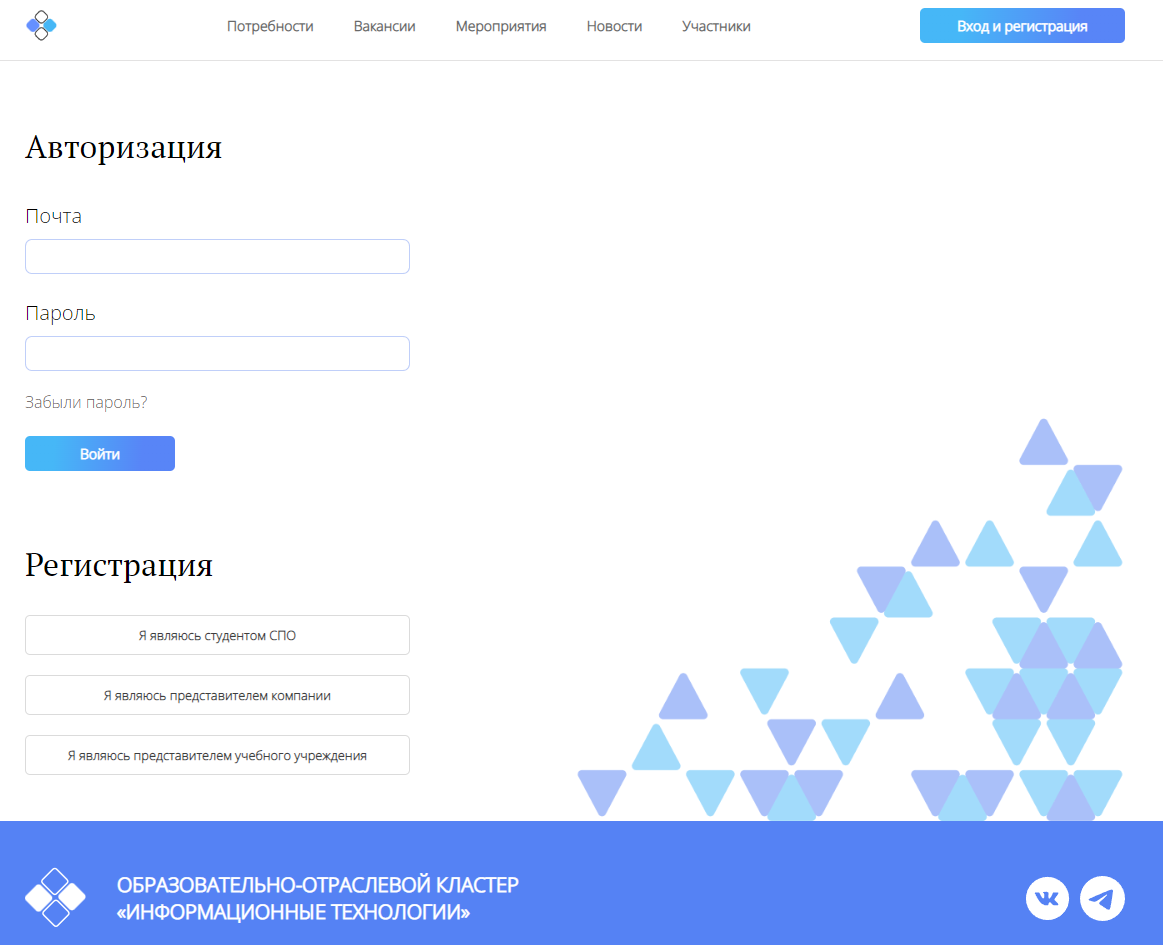 Потребности Вакансии Мероприятия Новости Участники Вход и регистрация
Авторизация
Почта
Пароль
Забыли пароль?
Войти
Регистрация
Я являюсь студентом СПО
Я являюсь представителем компании
Я являюсь представителем учебного учреждения
ОБРАЗОВАТЕЛЬНО-ОТРАСЛЕВОЙ КЛАСТЕР
«ИНФОРМАЦИОННЫЕ ТЕХНОЛОГИИ»